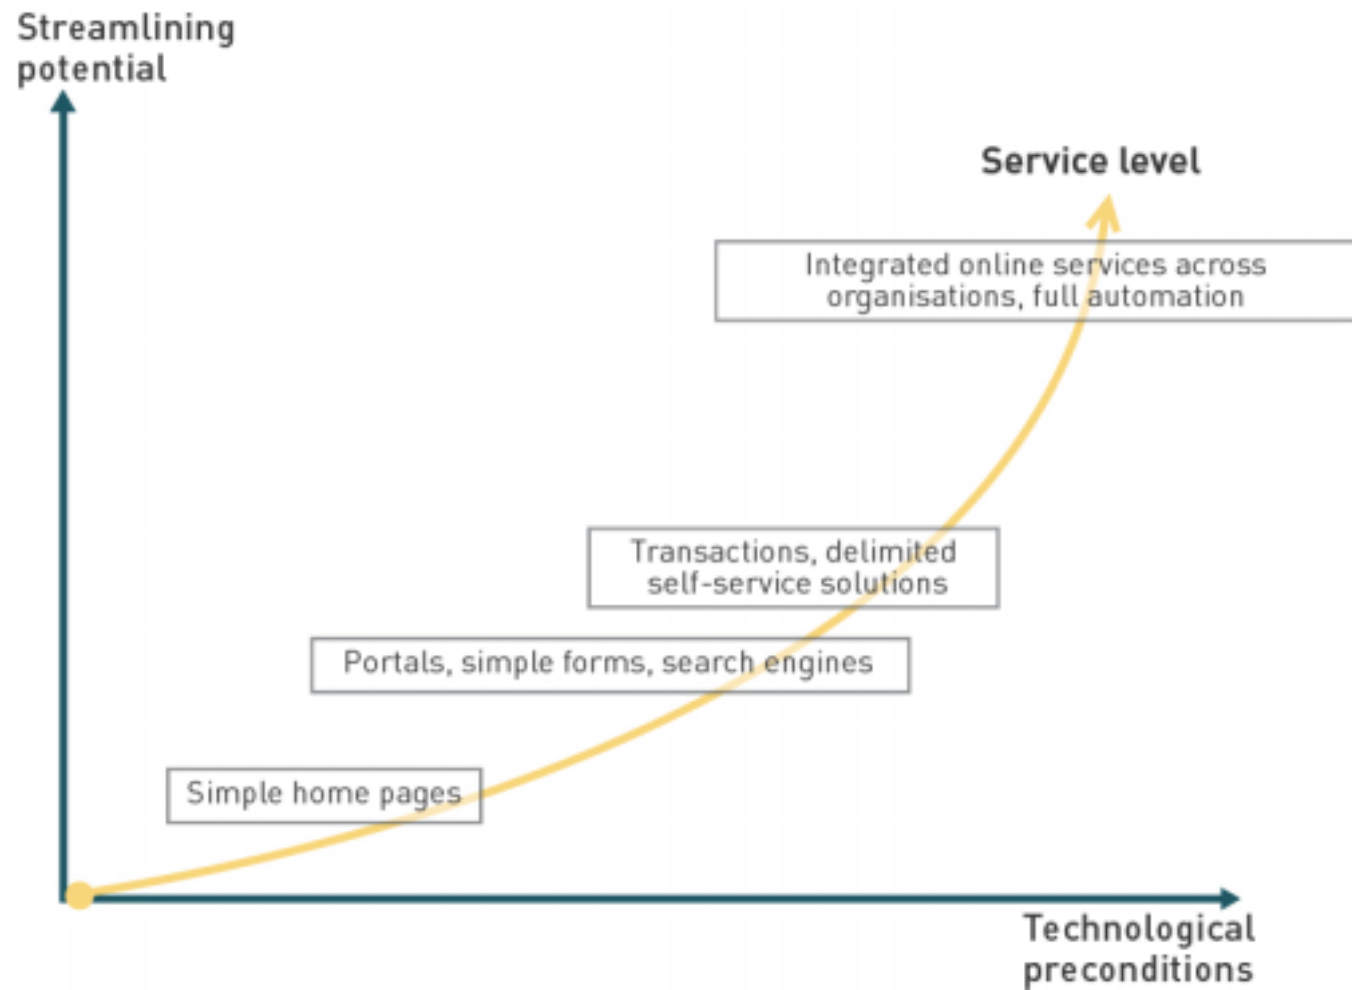 Streamlining
potential
Service level
Integrated online services across
organisations, full automation
Transactions, delimited
self-service solutions
Portals, simple forms, search engines
Simple home pages
Technological
preconditions